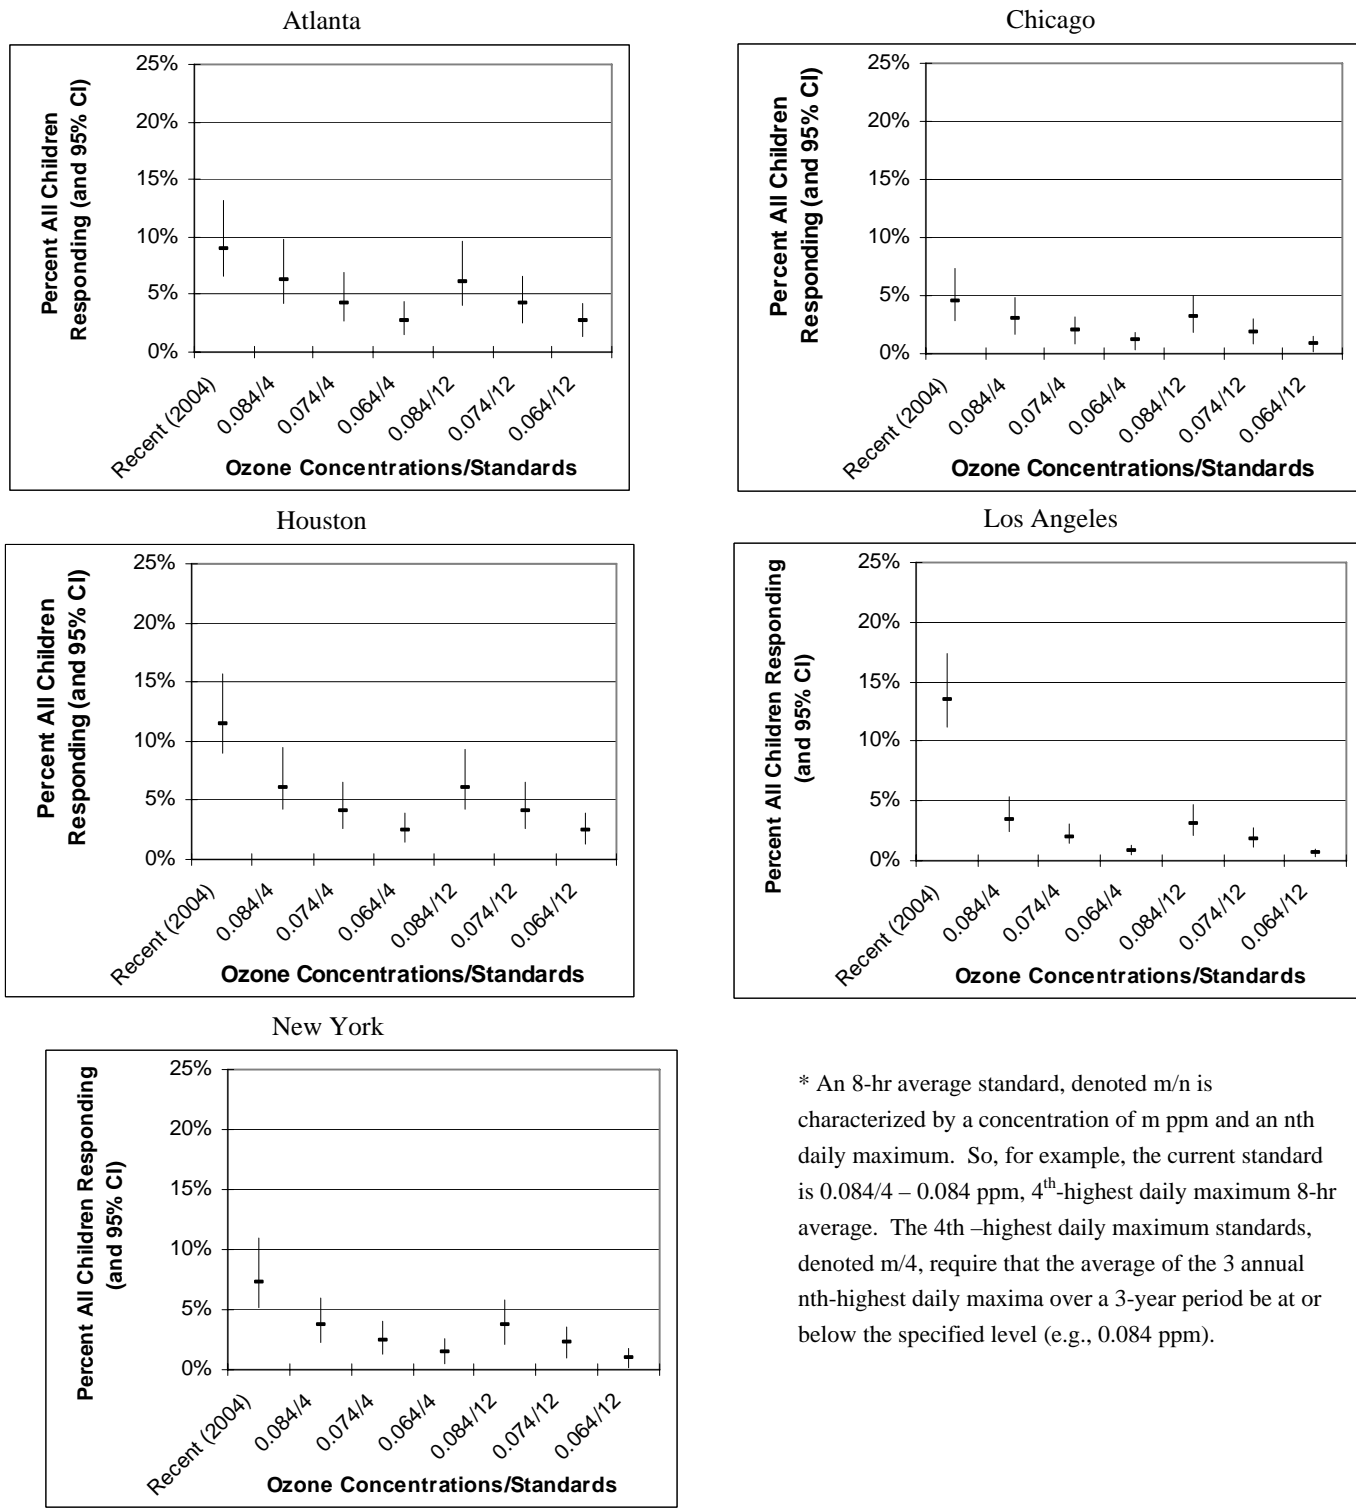 Atlanta
Percent All Children
Responding (and 95% CI)
25%
20%
15%
10%
5%
0%
Recent (2004)
0.084/4
0.074/4
0.064/4
0.084/12
0.074/12
0.064/12
Ozone Concentrations/Standards
Chicago
Percent All Children
Responding (and 95% CI)
25%
20%
15%
10%
5%
0%
Recent (2004)
0.084/4
0.074/4
0.064/4
0.084/12
0.074/12
0.064/12
Ozone Concentrations/Standards
Houston
Percent All Children
Responding (and 95% CI)
25%
20%
15%
10%
5%
0%
Recent (2004)
0.084/4
0.074/4
0.064/4
0.084/12
0.074/12
0.064/12
Ozone Concentrations/Standards
Los Angeles
Percent All Children Responding
(and 95% CI)
25%
20%
15%
10%
5%
0%
Recent (2004)
0.084/4
0.074/4
0.064/4
0.084/12
0.074/12
0.064/12
Ozone Concentrations/Standards
New York
Percent All Children Responding
(and 95% CI)
25%
20%
15%
10%
5%
0%
Recent (2004)
0.084/4
0.074/4
0.064/4
0.084/12
0.074/12
0.064/12
Ozone Concentrations/Standards
* An 8-hr average standard, denoted m/n is
characterized by a concentration of m ppm and an nth
daily maximum.  So, for example, the current standard
is 0.084/4 – 0.084 ppm, 4th-highest daily maximum 8-hr
average.  The 4th –highest daily maximum standards,
denoted m/4, require that the average of the 3 annual
nth-highest daily maxima over a 3-year period be at or
below the specified level (e.g., 0.084 ppm).